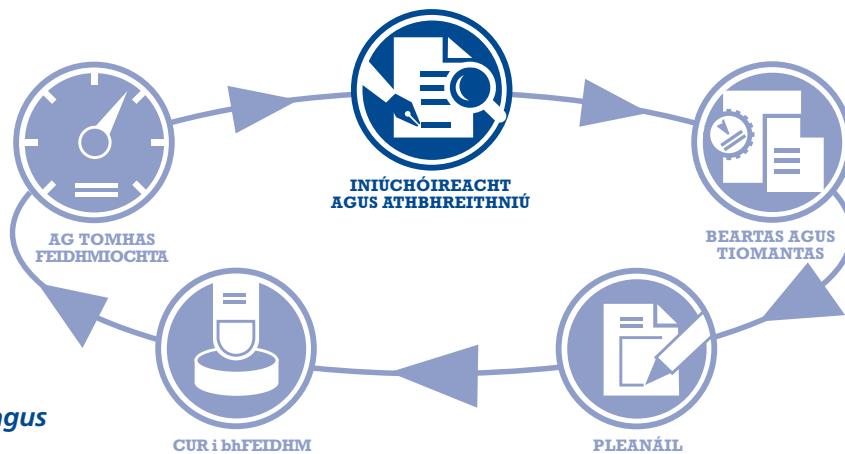 INIÚCHÓIREACHT
AGUS ATHBHREITHNIÚ
AG TOMHAS
FEIDHMIOCHTA
BEARTAS AGUS
TIOMANTAS
agus
CUR i bhFEIDHM
PLEANÁIL